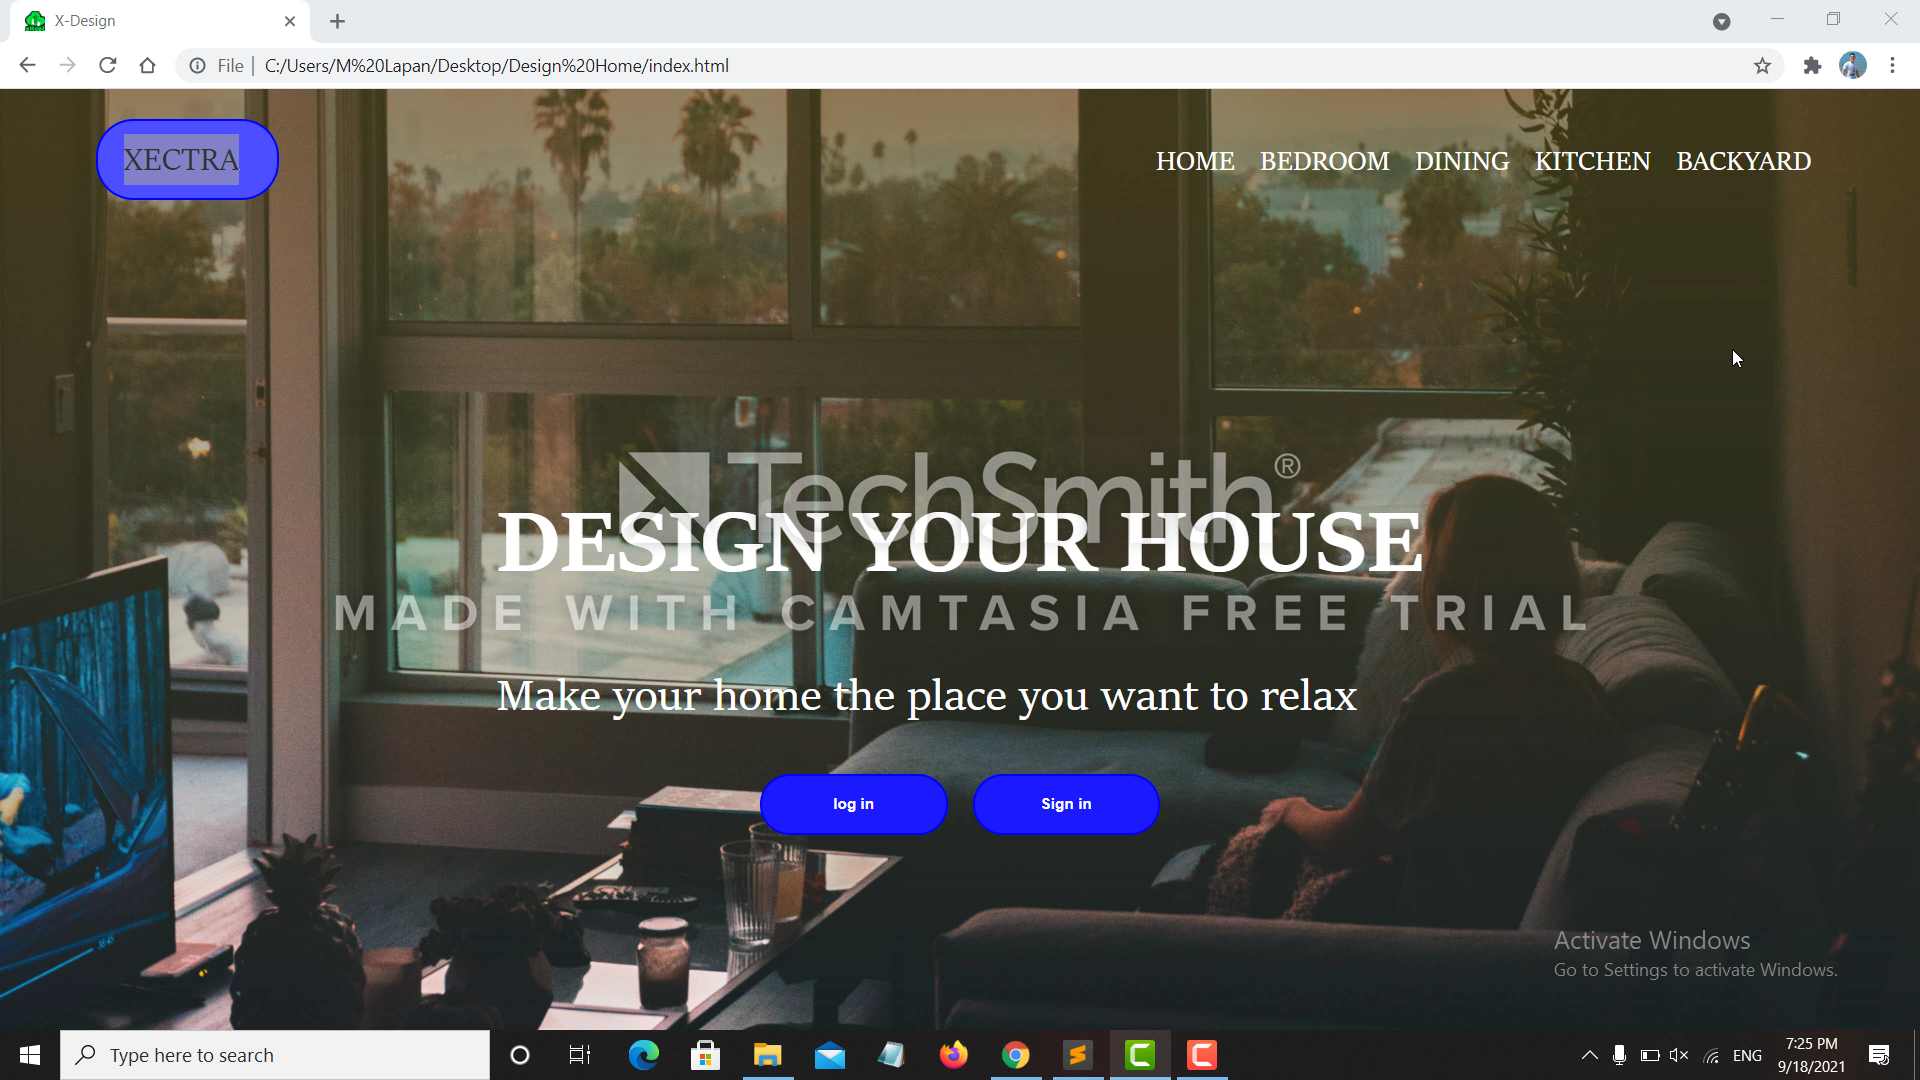 X-Design
File
C:/Users/M%20Lapan/Desktop/Design%20Home/index.html
XECTRA
HOME BEDROOM DINING KITCHEN BACKYARD
TechSmith®
DESIGN YOUR HOUSE
MADE WITH CAMTASIA FREE TRIAL
Make your home the place you want to relax
log in
Sign in
Activate Windows
Go to Settings to activate Windows.
Type here to search
ENG
7:25 PM
9/18/2021